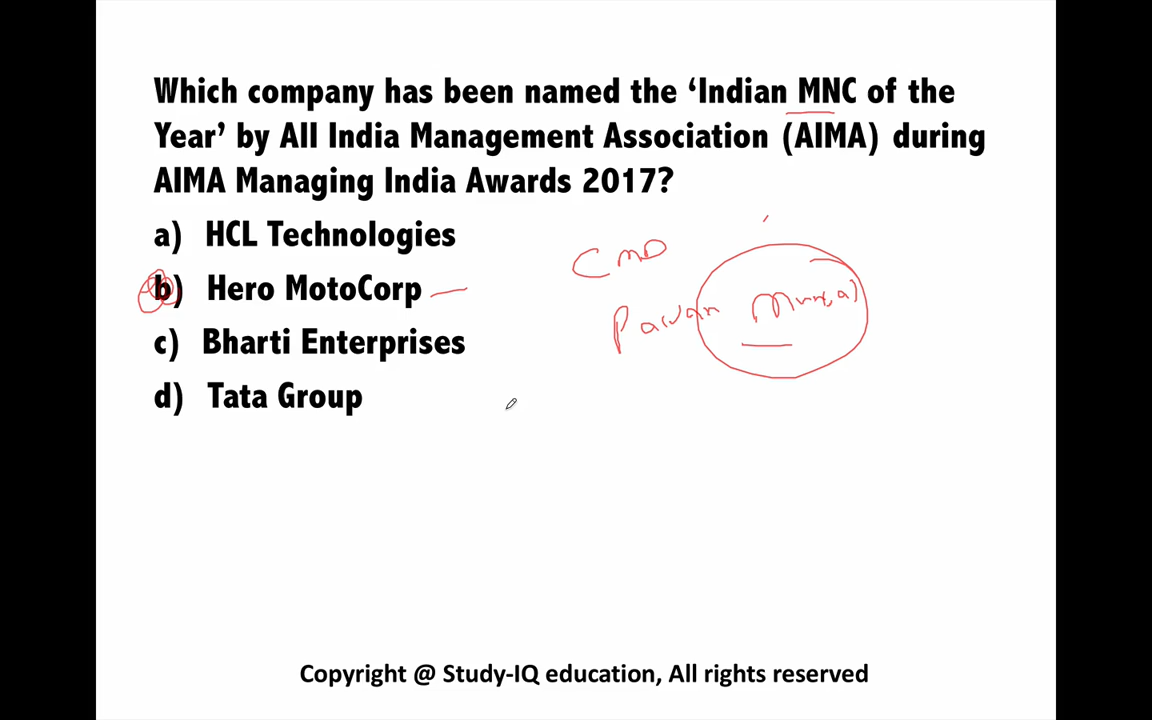 Which company has been named the ‘Indian MNC of the
Year’ by All India Management Association (AIMA) during
AIMA Managing India Awards 2017?
a) HCL Technologies
b) Hero MotoCorp
c) Bharti Enterprises
d) Tata Group
CMD
Pawan Munjal
Copyright @ Study-IQ education, All rights reserved